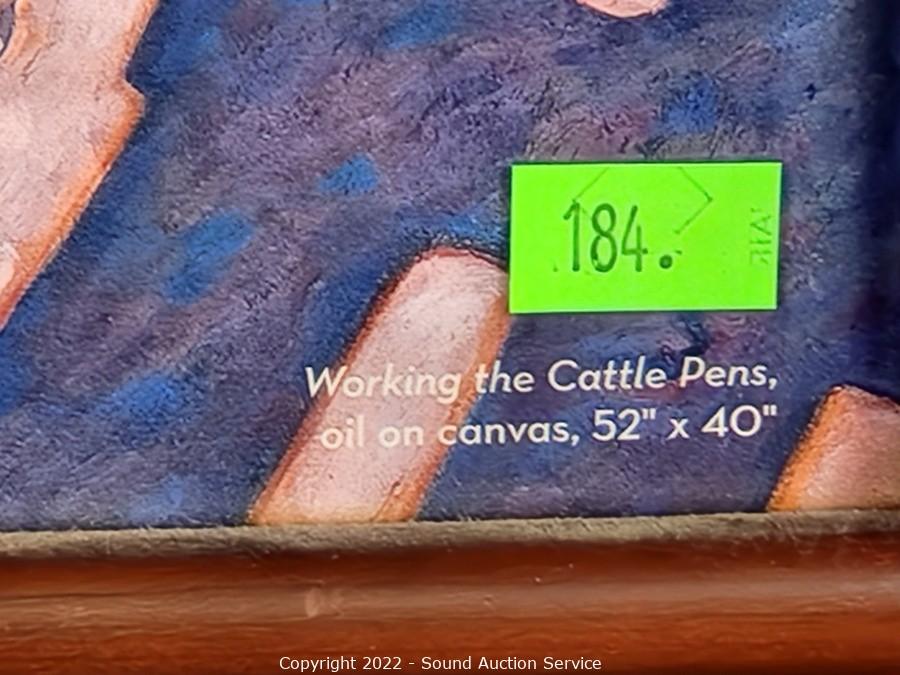 184.
Working the Cattle Pens,
oil on canvas, 52" x 40"
Copyright 2022 - Sound Auction Service